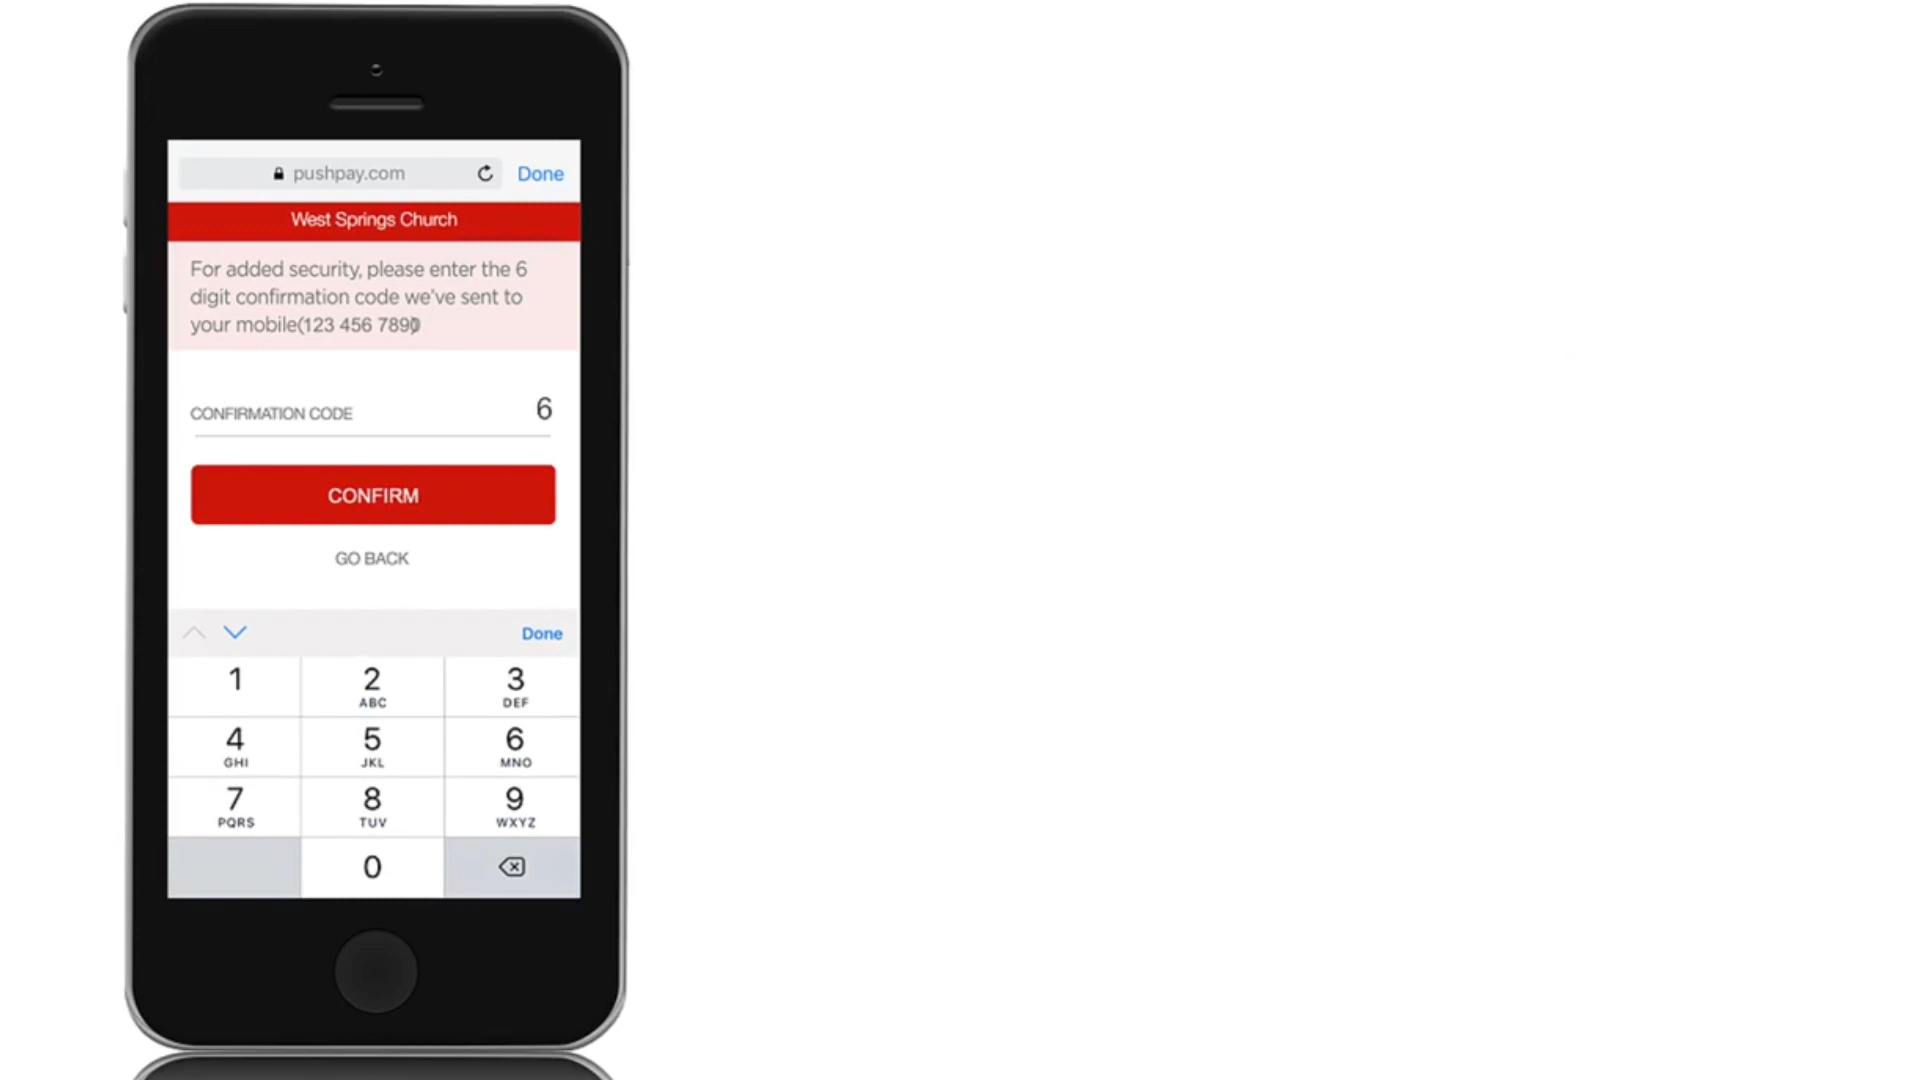 pushpay.com
Done
West Springs Church
For added security, please enter the 6
digit confirmation code we've sent to
your mobile(123 456 7890)
CONFIRMATION CODE
6
CONFIRM
GO BACK
Done
1
2
3
ABC
DEF
4
5
6
GHI
JKL
MNO
7
8
9
PQRS
TUV
WXYZ
0